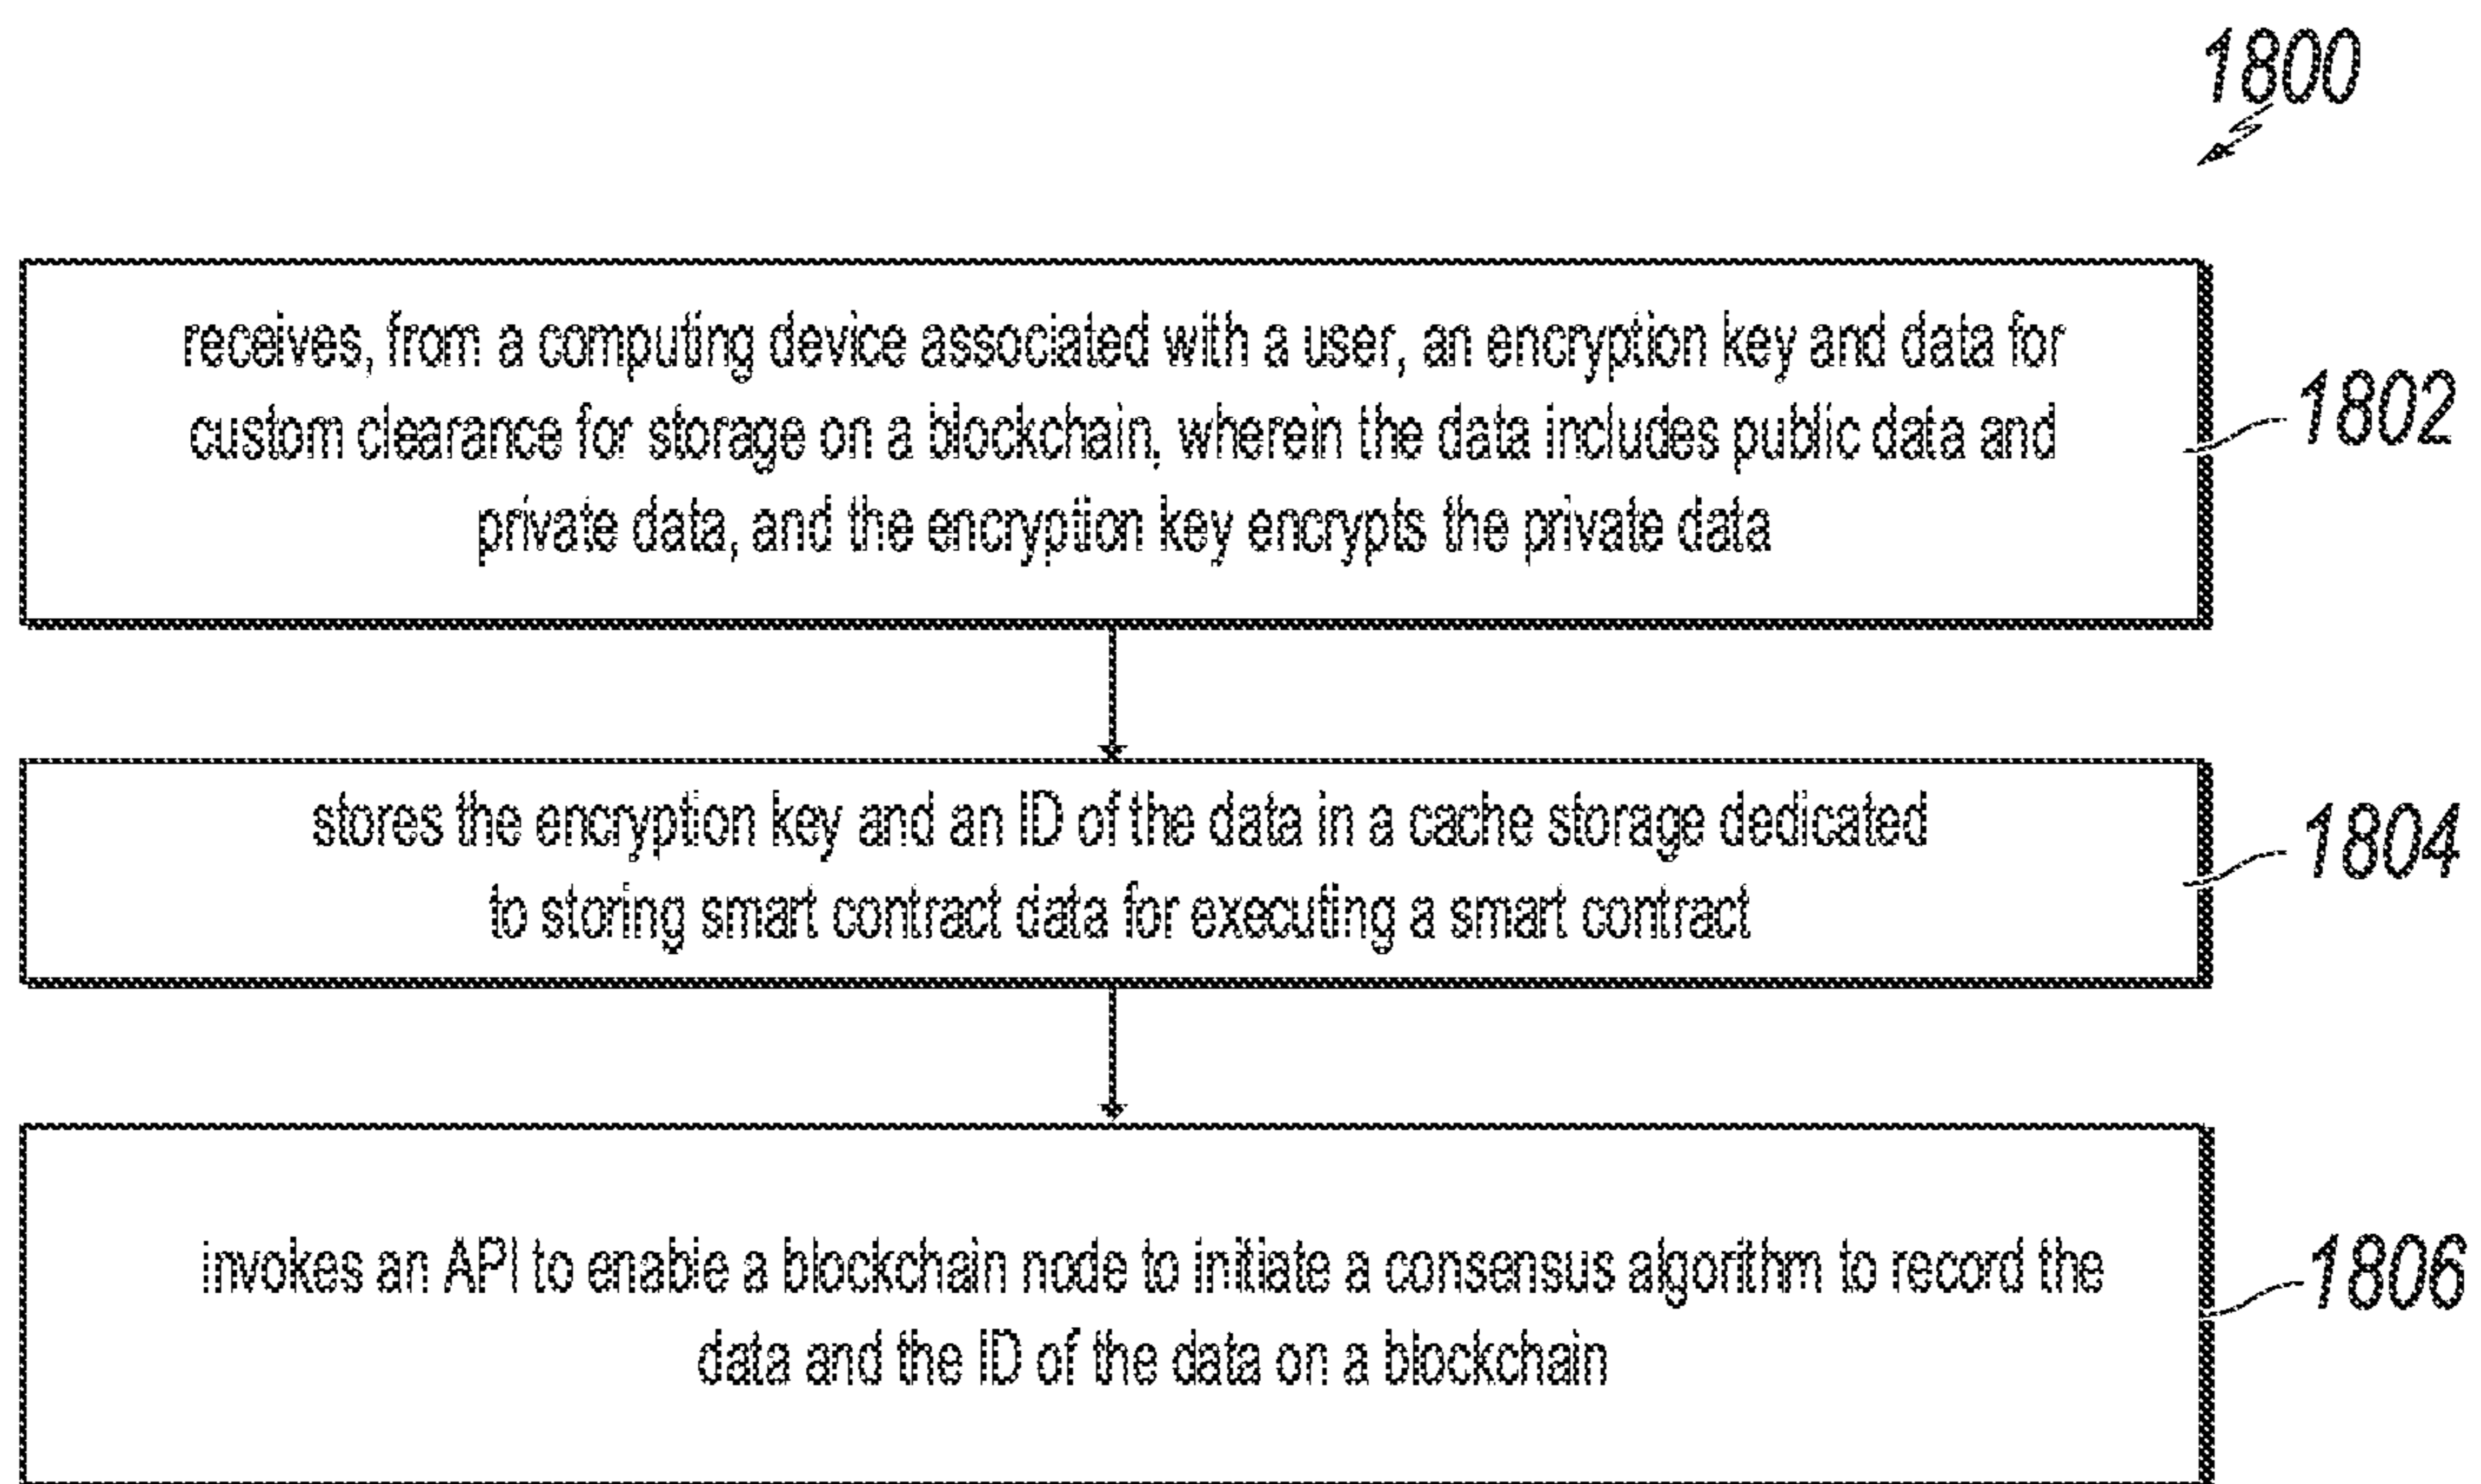 1800
receives, from a computing device associated with a user, an encryption key and data for
custom clearance for storage on a blockchain, wherein the data includes public data and
private data, and the encryption key encrypts the private data
1802
stores the encryption key and an ID of the data in a cache storage dedicated
to storing smart contract data for executing a smart contract
1804
invokes an API to enable a blockchain node to initiate a consensus algorithm to record the
data and the ID of the data on a blockchain
1806